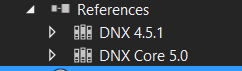 References
DNX 4.5.1
DNX Core 5.0